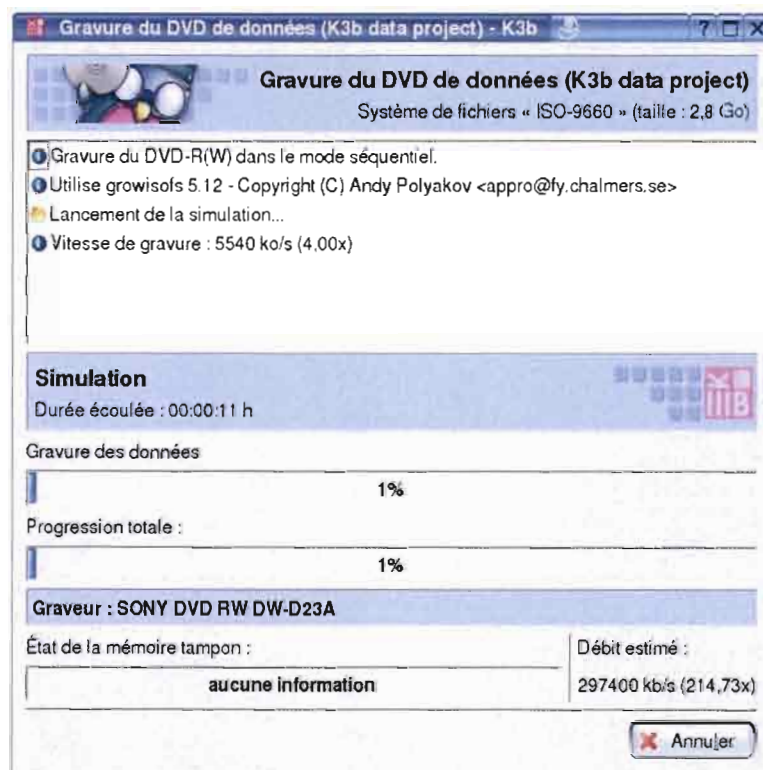 Gravure du DVD de données (K3b data project) - K3b
Gravure du DVD de données (K3b data project)
Système de fichiers « ISO-9660 » (taille : 2,8 Go)
Gravure du DVD-R(W) dans le mode séquentiel.
Utilise growisofs 5.12 - Copyright (C) Andy Polyakov <appro@fy.chalmers.se>
Lancement de la simulation...
Vitesse de gravure : 5540 ko/s (4,00x)
Simulation
Durée écoulée : 00:00:11 h
Gravure des données
1%
Progression totale :
1%
Graveur : SONY DVD RW DW-D23A
État de la mémoire tampon :
aucune information
Débit estimé :
297400 kb/s (214,73x)
Annuler